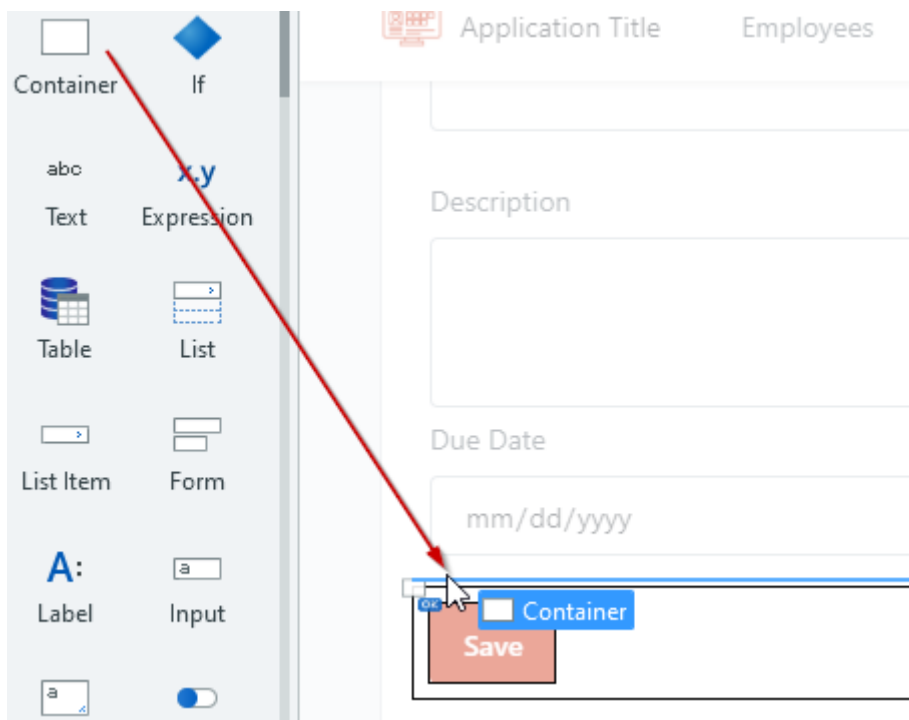 Application Title Employees
Container If
abc x.y
Text Expression
Description
Table List
Due Date
List Item Form
mm/dd/yyyy
A: a
Label Input
OK Container
Save
a